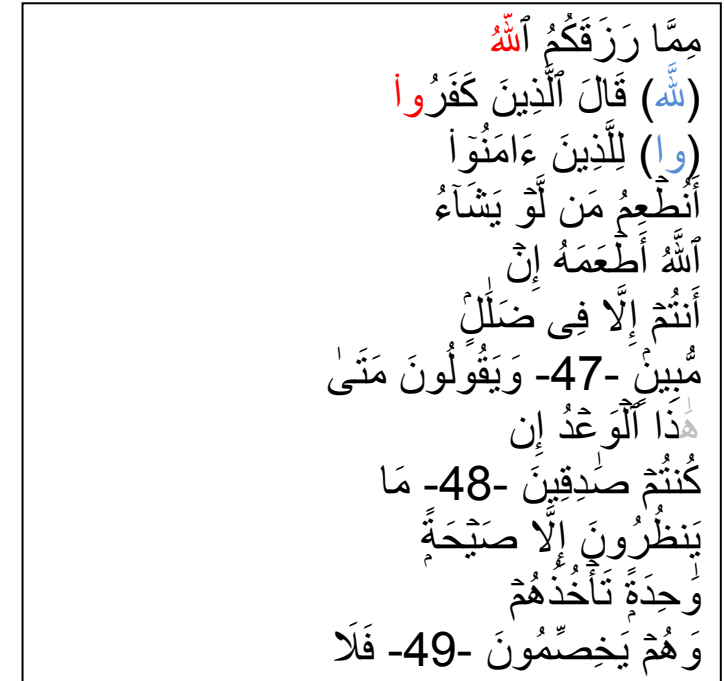 مِمَّا رَزَقَكُمُ ٱللَّهُ
(للَّه) قَالَ ٱلَّذِينَ كَفَرُواْ
(وا) لِلَّذِينَ ءَامَنُوٓاْ
أَنُطۡعِمُ مَن لَّوۡ يَشَآءُ
ٱللَّهُ أَطۡعَمَهُ إِنۡ
أَنتُمۡ إِلَّا فِى ضَلَٰلٍۢ
مُّبِينٍۢ -47- وَيَقُولُونَ مَتَىٰ
هَٰذَا ٱلۡوَعۡدُ إِن
كُنتُمۡ صَٰدِقِينَ -48- مَا
يَنظُرُونَ إِلَّا صَيۡحَةًۭ
وَٰحِدَةًۭ تَأۡخُذُهُمۡ
وَهُمۡ يَخِصِّمُونَ -49- فَلَا